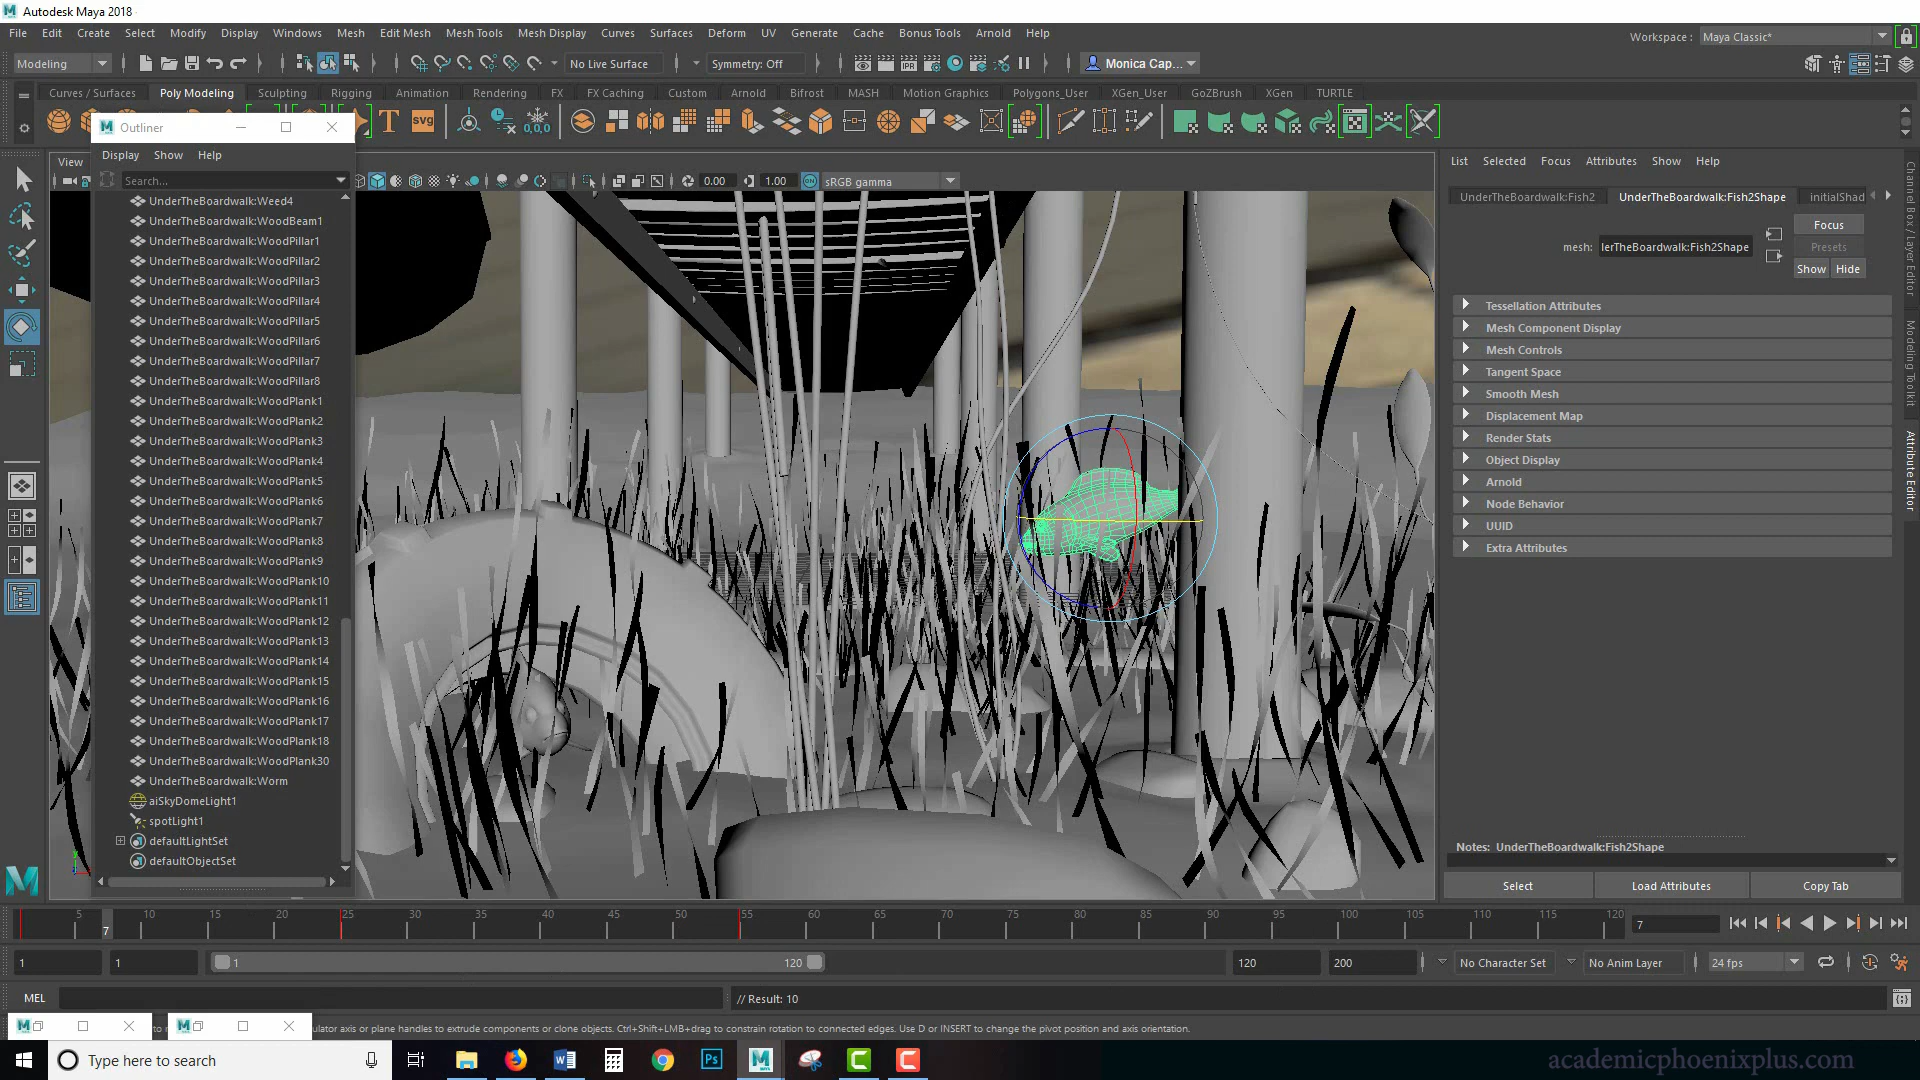 Autodesk Maya 2018
File Edit Create Select Modify Display Windows Mesh Edit Mesh Mesh Tools Mesh Display Curves Surfaces Deform UV Generate Cache Bonus Tools Arnold Help
Workspace : Maya Classic*
Modeling No Live Surface Symmetry: Off Monica Cap...
Curves / Surfaces Poly Modeling Sculpting Rigging Animation Rendering FX FX Caching Custom Arnold Bifrost MASH Motion Graphics Polygons_User XGen_User GoZBrush XGen TURTLE
T SVG 0,0,0
Outliner
Display Show Help
Search...
View
0.00 1.00 sRGB gamma
UnderTheBoardwalk:Weed4
UnderTheBoardwalk:WoodBeam1
UnderTheBoardwalk:WoodPillar1
UnderTheBoardwalk:WoodPillar2
UnderTheBoardwalk:WoodPillar3
UnderTheBoardwalk:WoodPillar4
UnderTheBoardwalk:WoodPillar5
UnderTheBoardwalk:WoodPillar6
UnderTheBoardwalk:WoodPillar7
UnderTheBoardwalk:WoodPillar8
UnderTheBoardwalk:WoodPlank1
UnderTheBoardwalk:WoodPlank2
UnderTheBoardwalk:WoodPlank3
UnderTheBoardwalk:WoodPlank4
UnderTheBoardwalk:WoodPlank5
UnderTheBoardwalk:WoodPlank6
UnderTheBoardwalk:WoodPlank7
UnderTheBoardwalk:WoodPlank8
UnderTheBoardwalk:WoodPlank9
UnderTheBoardwalk:WoodPlank10
UnderTheBoardwalk:WoodPlank11
UnderTheBoardwalk:WoodPlank12
UnderTheBoardwalk:WoodPlank13
UnderTheBoardwalk:WoodPlank14
UnderTheBoardwalk:WoodPlank15
UnderTheBoardwalk:WoodPlank16
UnderTheBoardwalk:WoodPlank17
UnderTheBoardwalk:WoodPlank18
UnderTheBoardwalk:WoodPlank30
UnderTheBoardwalk:Worm
aiSkyDomeLight1
spotLight1
defaultLightSet
defaultObjectSet
List Selected Focus Attributes Show Help
UnderTheBoardwalk:Fish2 UnderTheBoardwalk:Fish2Shape initialShad
mesh: lerTheBoardwalk:Fish2Shape
Focus
Presets
Show Hide
Tessellation Attributes
Mesh Component Display
Mesh Controls
Tangent Space
Smooth Mesh
Displacement Map
Render Stats
Object Display
Arnold
Node Behavior
UUID
Extra Attributes
Notes: UnderTheBoardwalk:Fish2Shape
Select Load Attributes Copy Tab
Channel Box / Layer Editor
Modeling Toolkit
Attribute Editor
5 10 15 20 25 30 35 40 45 50 55 60 65 70 75 80 85 90 95 100 105 110 115 120
7 7
1 1 1 120 120 200 No Character Set No Anim Layer 24 fps
MEL // Result: 10
ulator axis or plane handles to extrude components or clone objects. Ctrl+Shift+LMB+drag to constrain rotation to connected edges. Use D or INSERT to change the pivot position and axis orientation.
Type here to search
academicphoenixplus.com